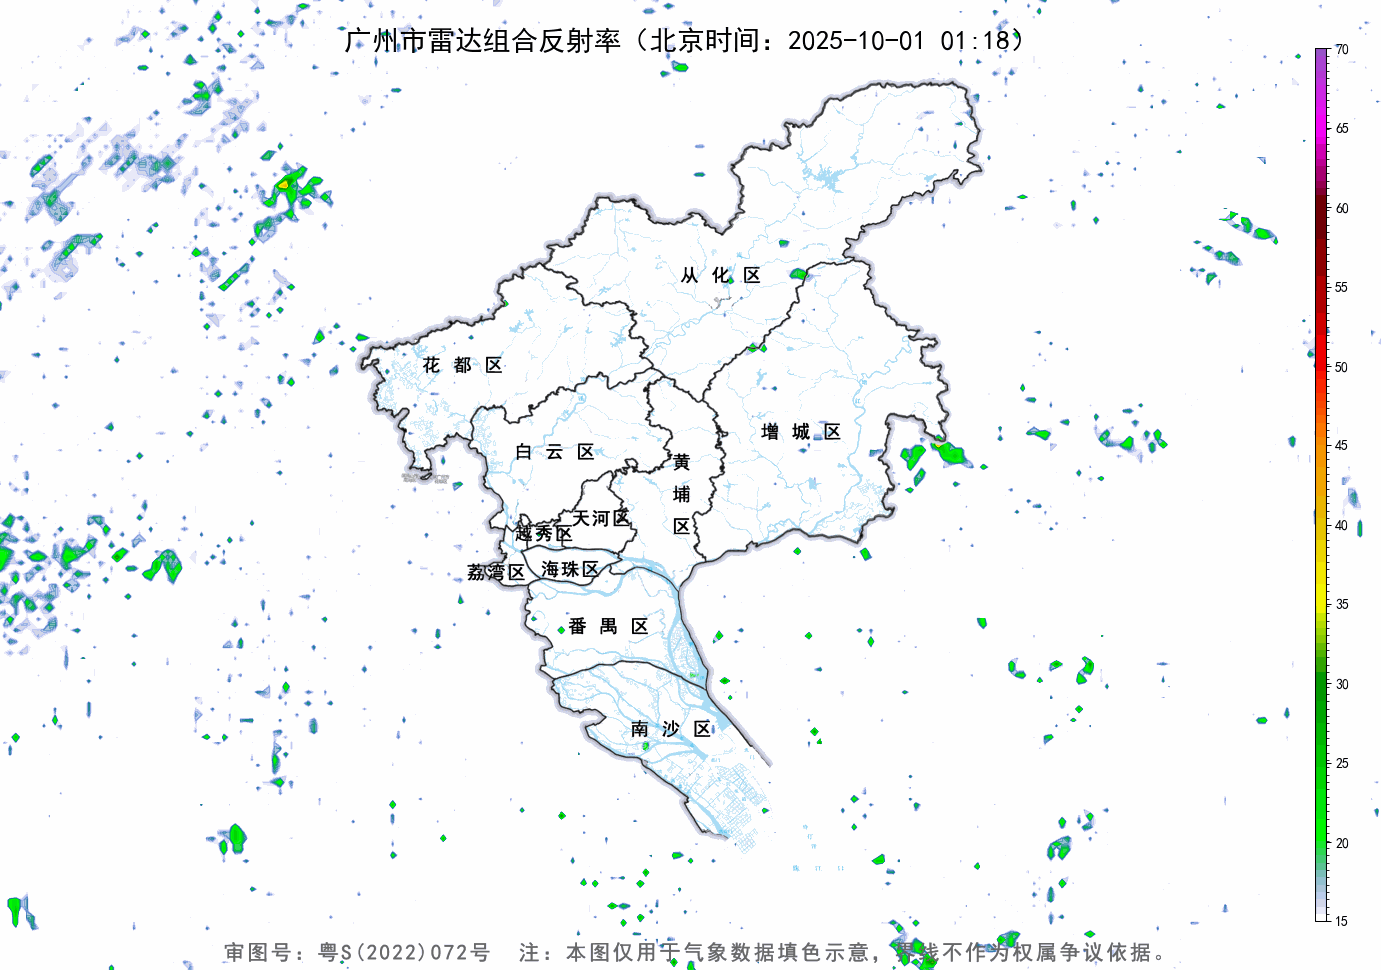 广州市雷达组合反射率（北京时间：2025-10-01 01:18）
70
65
60
55
50
45
40
35
30
25
20
15
从化区
花都区
增城区
白云区
黄埔区
天河区
越秀区
海珠区
荔湾区
番禺区
南沙区
审图号：粤S(2022)072号 注：本图仅用于气象数据填色示意，界线不作为权属争议依据。